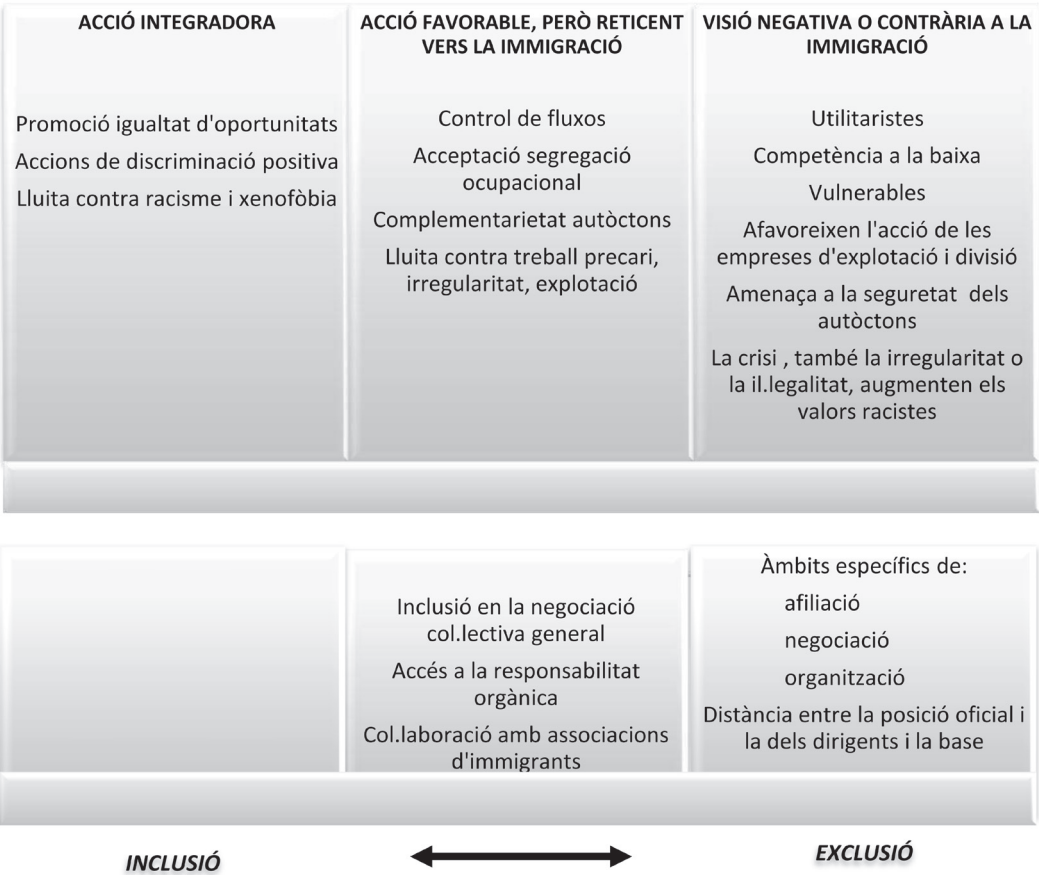 ACCIÓ INTEGRADORA
Promoció igualtat d'oportunitats
Accions de discriminació positiva
Lluita contra racisme i xenofòbia
ACCIÓ FAVORABLE, PERÒ RETICENT
VERS LA IMMIGRACIÓ
Control de fluxos
Acceptació segregació
ocupacional
Complementarietat autòctons
Lluita contra treball precari,
irregularitat, explotació
VISIÓ NEGATIVA O CONTRÀRIA A LA
IMMIGRACIÓ
Utilitaristes
Competència a la baixa
Vulnerables
Afavoreixen l'acció de les
empreses d'explotació i divisió
Amenaça a la seguretat dels
autòctons
La crisi , també la irregularitat o
la il.legalitat, augmenten els
valors racistes
Inclusió en la negociació
col.lectiva general
Accés a la responsabilitat
orgànica
Col.laboració amb associacions
d'immigrants
Àmbits específics de:
afiliació
negociació
organització
Distància entre la posició oficial i
la dels dirigents i la base
INCLUSIÓ
EXCLUSIÓ